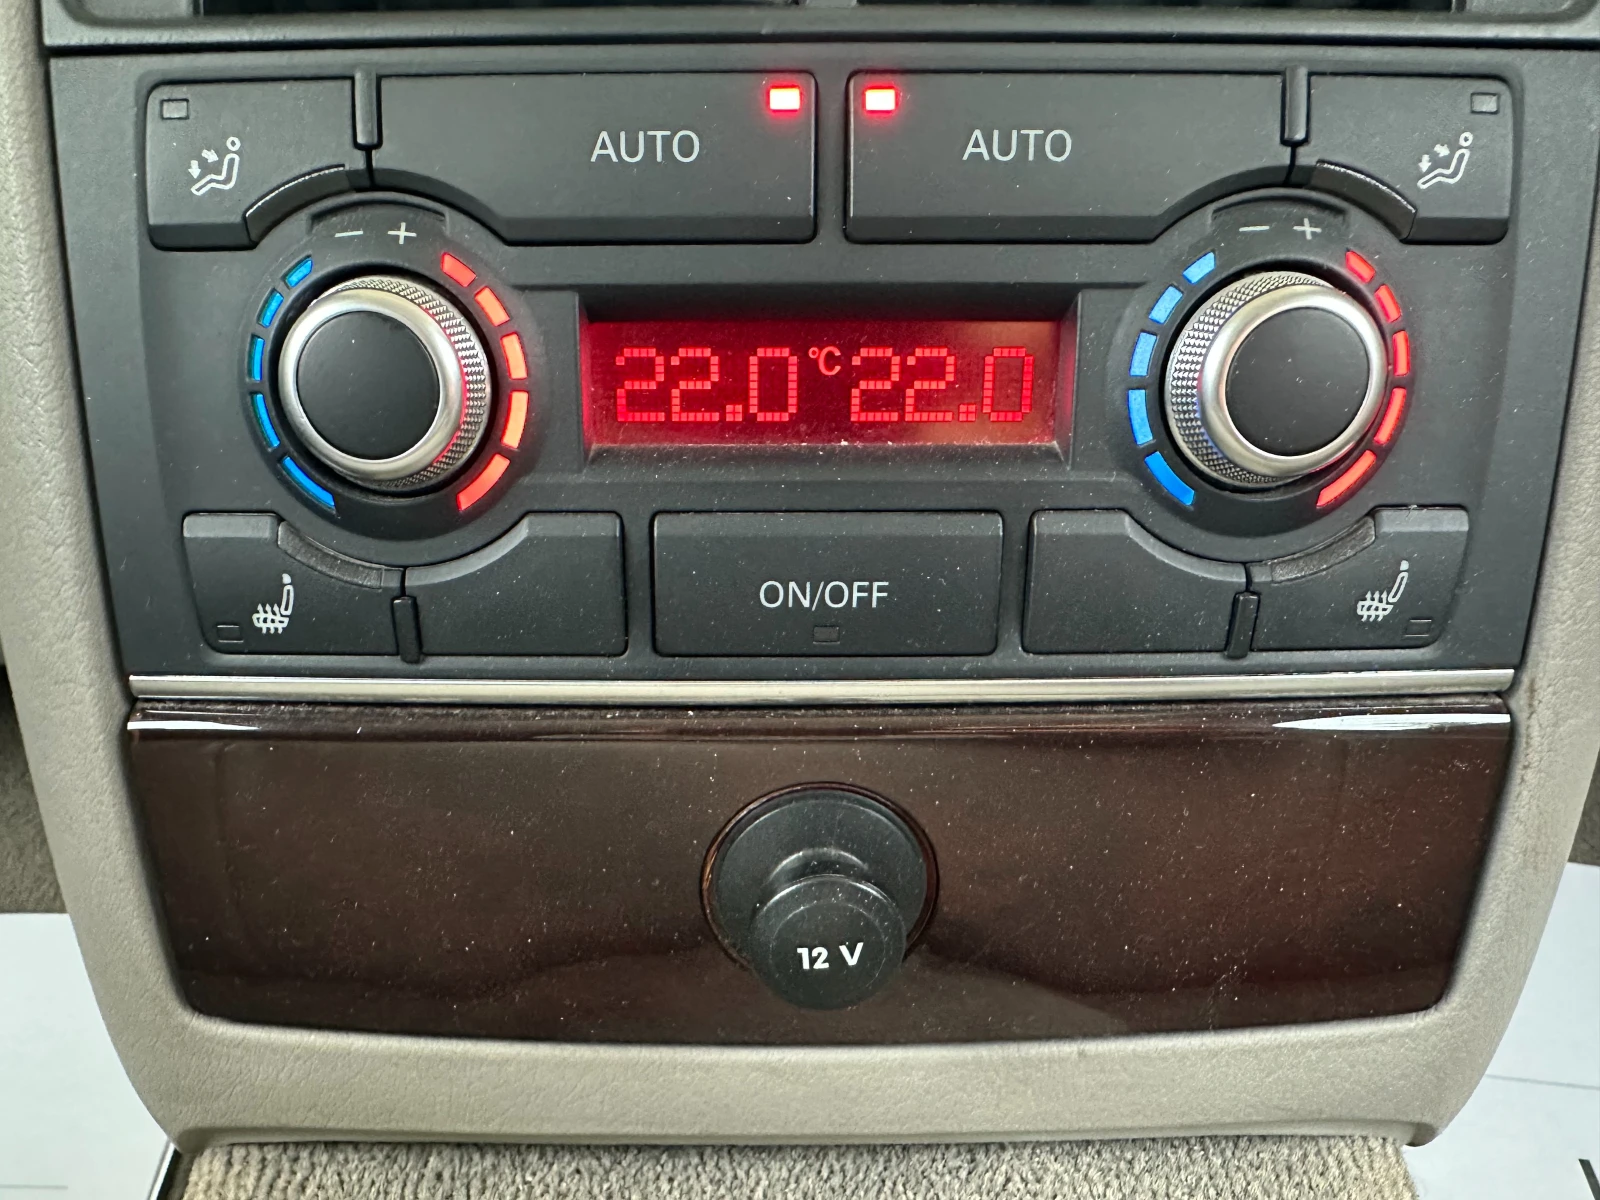 AUTO AUTO
− + − +
22.0 °C 22.0
ON/OFF
12 V